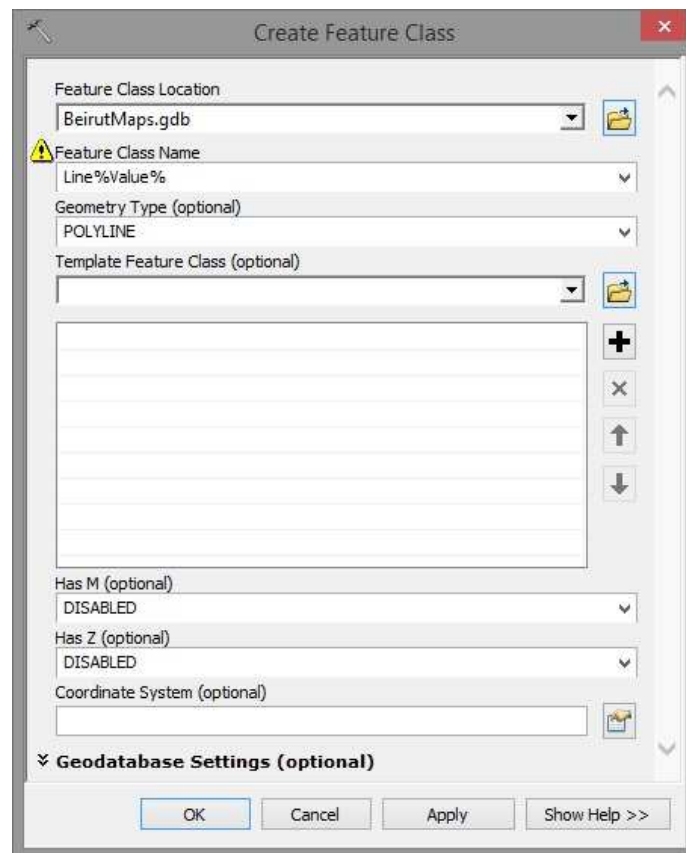 Create Feature Class
Feature Class Location
BeirutMaps.gdb
Feature Class Name
Line%Value%
Geometry Type (optional)
POLYLINE
Template Feature Class (optional)
Has M (optional)
DISABLED
Has Z (optional)
DISABLED
Coordinate System (optional)
Geodatabase Settings (optional)
OK
Cancel
Apply
Show Help >>